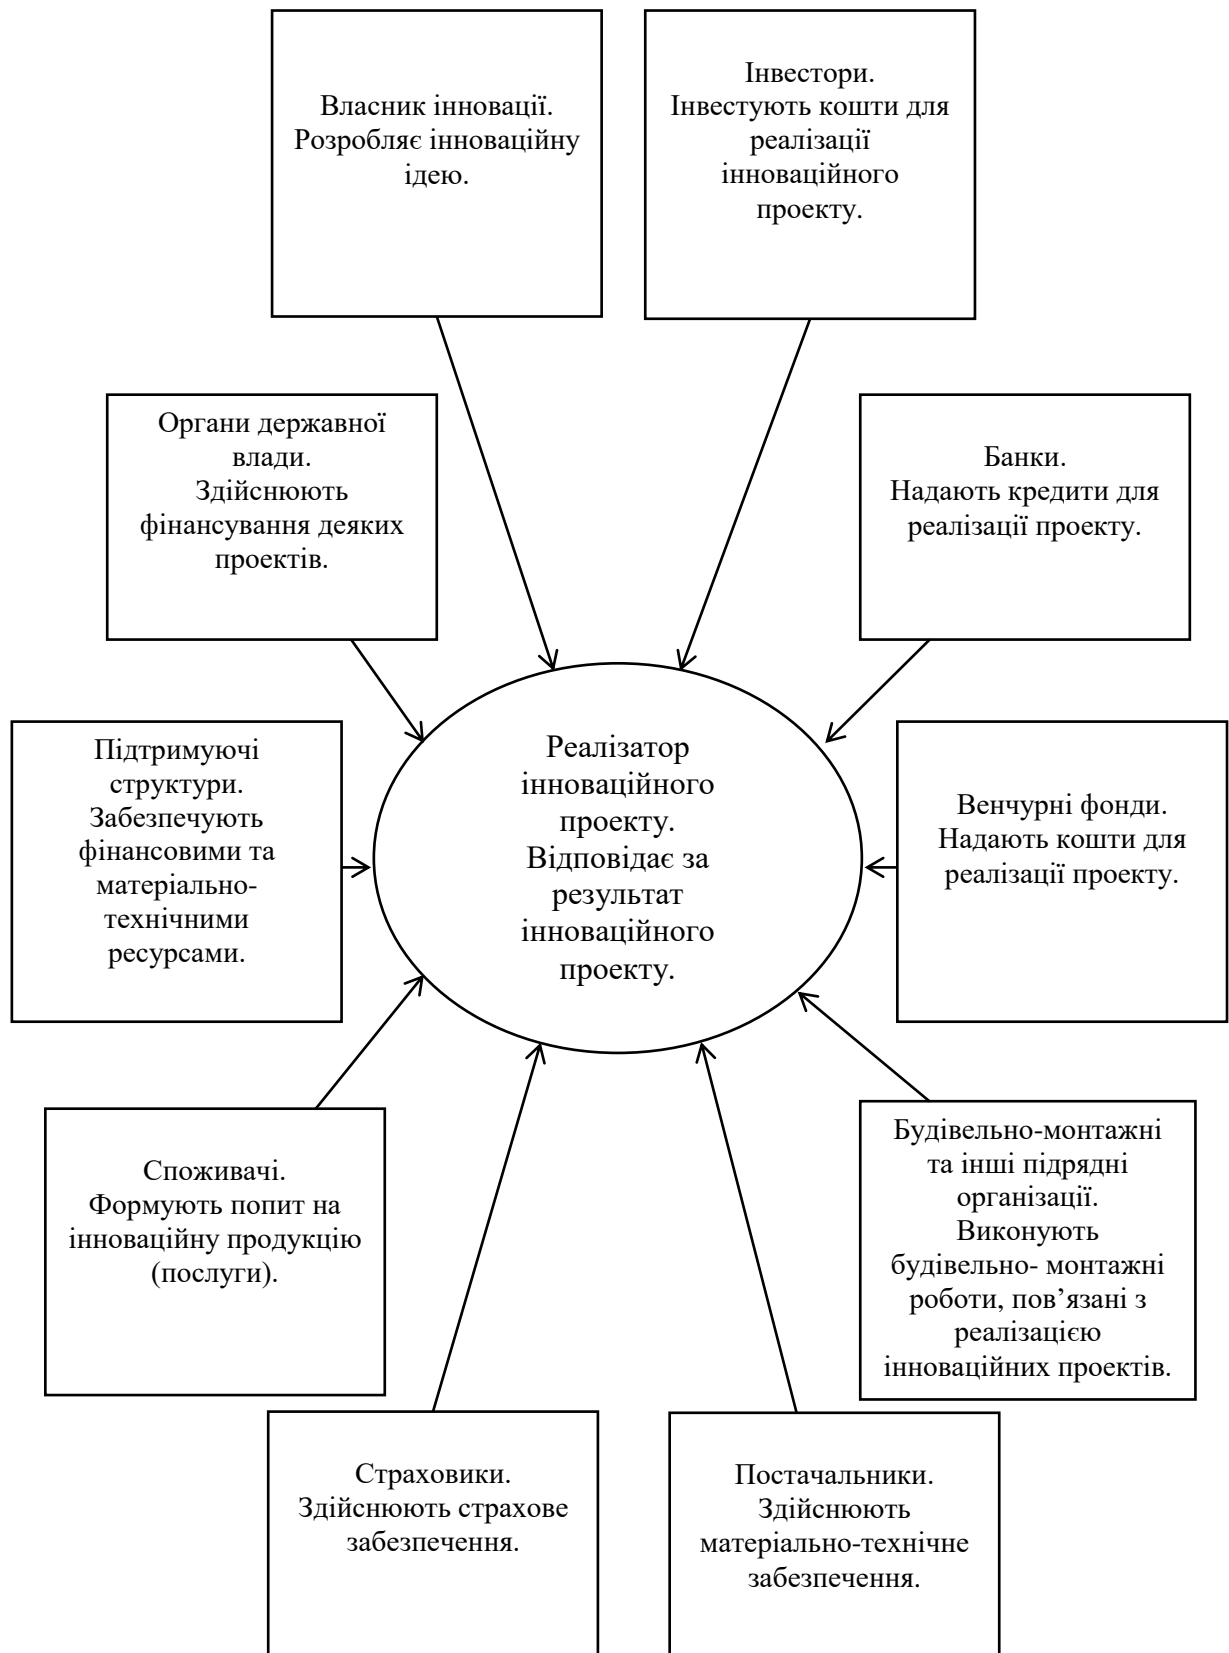 Власник інновації.
Розробляє інноваційну
ідею.
Інвестори.
Інвестують кошти для
реалізації
інноваційного
проекту.
Органи державної
влади.
Здійснюють
фінансування деяких
проектів.
Банки.
Надають кредити для
реалізації проекту.
Підтримуючі
структури.
Забезпечують
фінансовими та
матеріально-
технічними
ресурсами.
Реалізатор
інноваційного
проекту.
Відповідає за
результат
інноваційного
проекту.
Венчурні фонди.
Надають кошти для
реалізації проекту.
Споживачі.
Формують попит на
інноваційну продукцію
(послуги).
Будівельно-монтажні
та інші підрядні
організації.
Виконують
будівельно- монтажні
роботи, пов’язані з
реалізацією
інноваційних проектів.
Страховики.
Здійснюють страхове
забезпечення.
Постачальники.
Здійснюють
матеріально-технічне
забезпечення.